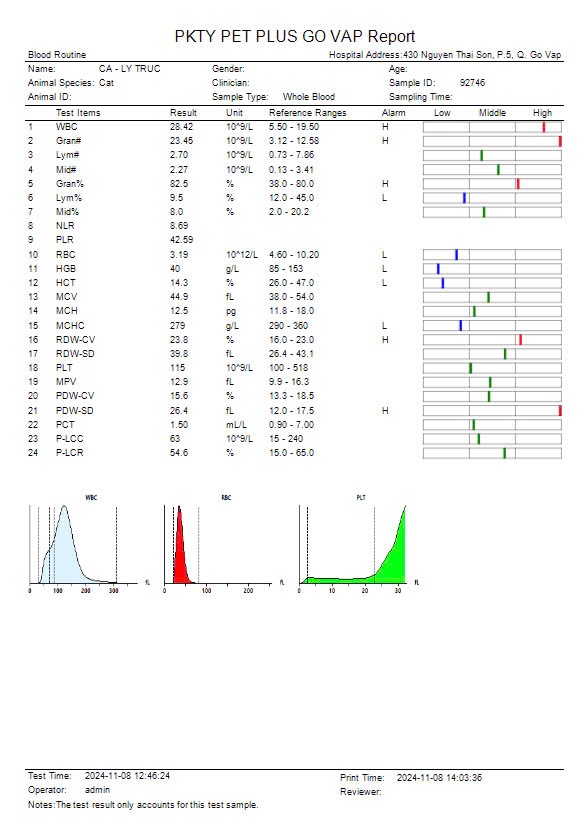 PKTY PET PLUS GO VAP Report
Blood Routine Hospital Address:430 Nguyen Thai Son, P.5, Q. Go Vap
Name: CA - LY TRUC Gender: Age:
Animal Species: Cat Clinician: Sample ID: 92746
Animal ID: Sample Type: Whole Blood Sampling Time:
Test Items Result Unit Reference Ranges Alarm Low Middle High
1 WBC 28.42 10^9/L 5.50 - 19.50 H
2 Gran# 23.45 10^9/L 3.12 - 12.58 H
3 Lym# 2.70 10^9/L 0.73 - 7.86
4 Mid# 2.27 10^9/L 0.13 - 3.41
5 Gran% 82.5 % 38.0 - 80.0 H
6 Lym% 9.5 % 12.0 - 45.0 L
7 Mid% 8.0 % 2.0 - 20.2
8 NLR 8.69
9 PLR 42.59
10 RBC 3.19 10^12/L 4.60 - 10.20 L
11 HGB 40 g/L 85 - 153 L
12 HCT 14.3 % 26.0 - 47.0 L
13 MCV 44.9 fL 38.0 - 54.0
14 MCH 12.5 pg 11.8 - 18.0
15 MCHC 279 g/L 290 - 360 L
16 RDW-CV 23.8 % 16.0 - 23.0 H
17 RDW-SD 39.8 fL 26.4 - 43.1
18 PLT 115 10^9/L 100 - 518
19 MPV 12.9 fL 9.9 - 16.3
20 PDW-CV 15.6 % 13.3 - 18.5
21 PDW-SD 26.4 fL 12.0 - 17.5 H
22 PCT 1.50 mL/L 0.90 - 7.00
23 P-LCC 63 10^9/L 15 - 240
24 P-LCR 54.6 % 15.0 - 65.0
WBC RBC PLT
fL fL fL
0 100 200 300 0 100 200 0 10 20 30
Test Time: 2024-11-08 12:46:24 Print Time: 2024-11-08 14:03:36
Operator: admin Reviewer:
Notes:The test result only accounts for this test sample.